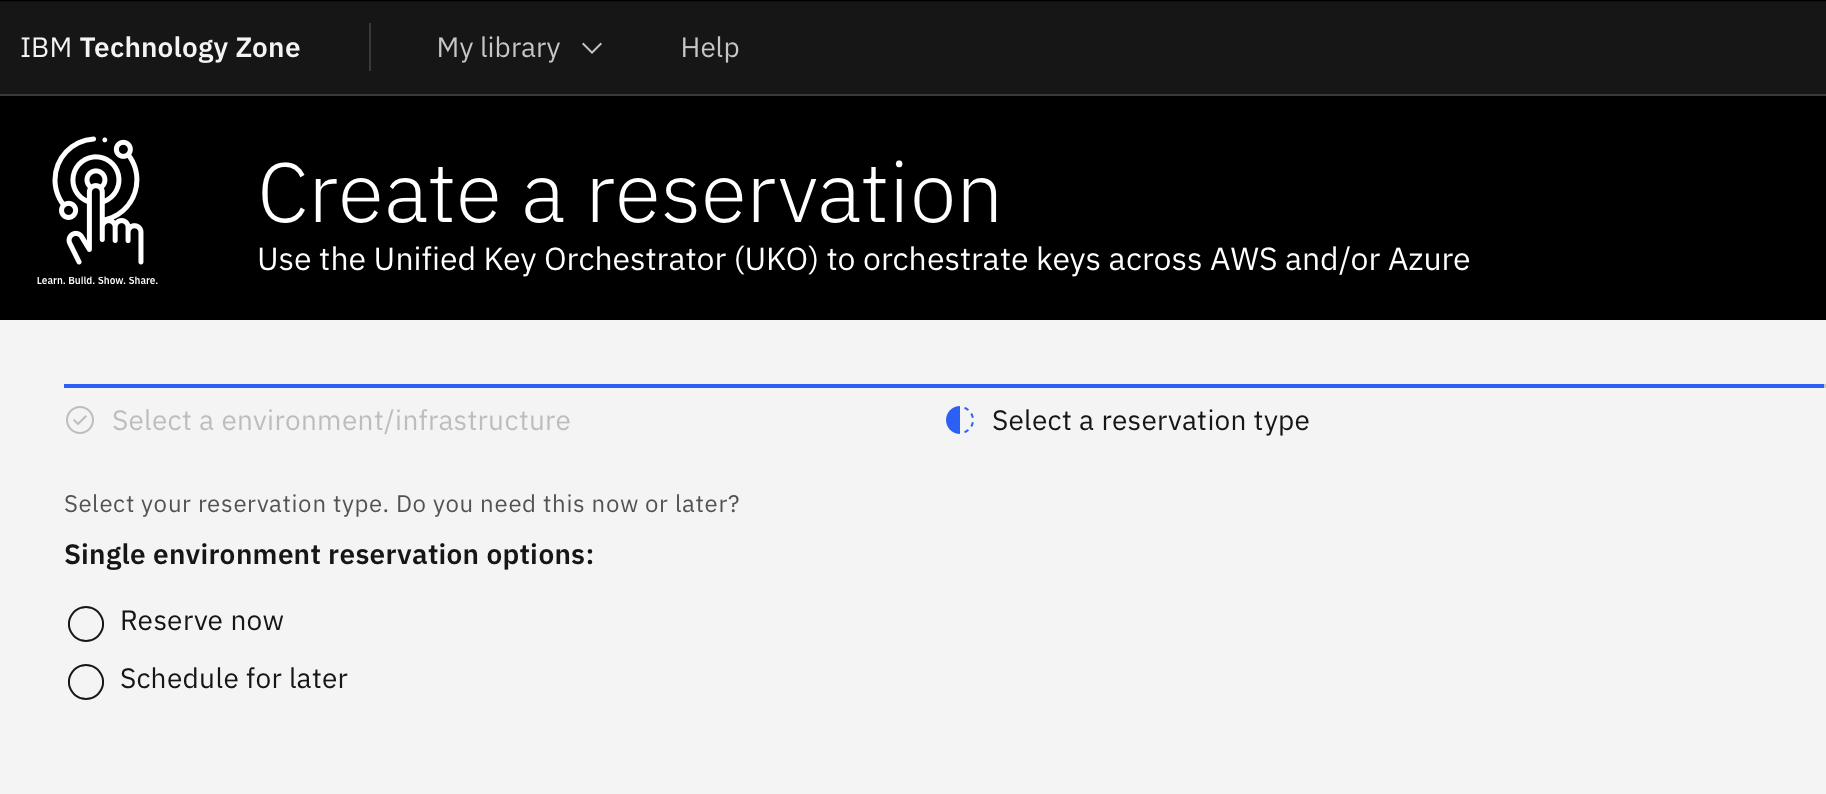 IBM Technology Zone
My library
Help
Create a reservation
Use the Unified Key Orchestrator (UKO) to orchestrate keys across AWS and/or Azure
Learn. Build. Show. Share.
Select a environment/infrastructure
Select a reservation type
Select your reservation type. Do you need this now or later?
Single environment reservation options:
Reserve now
Schedule for later